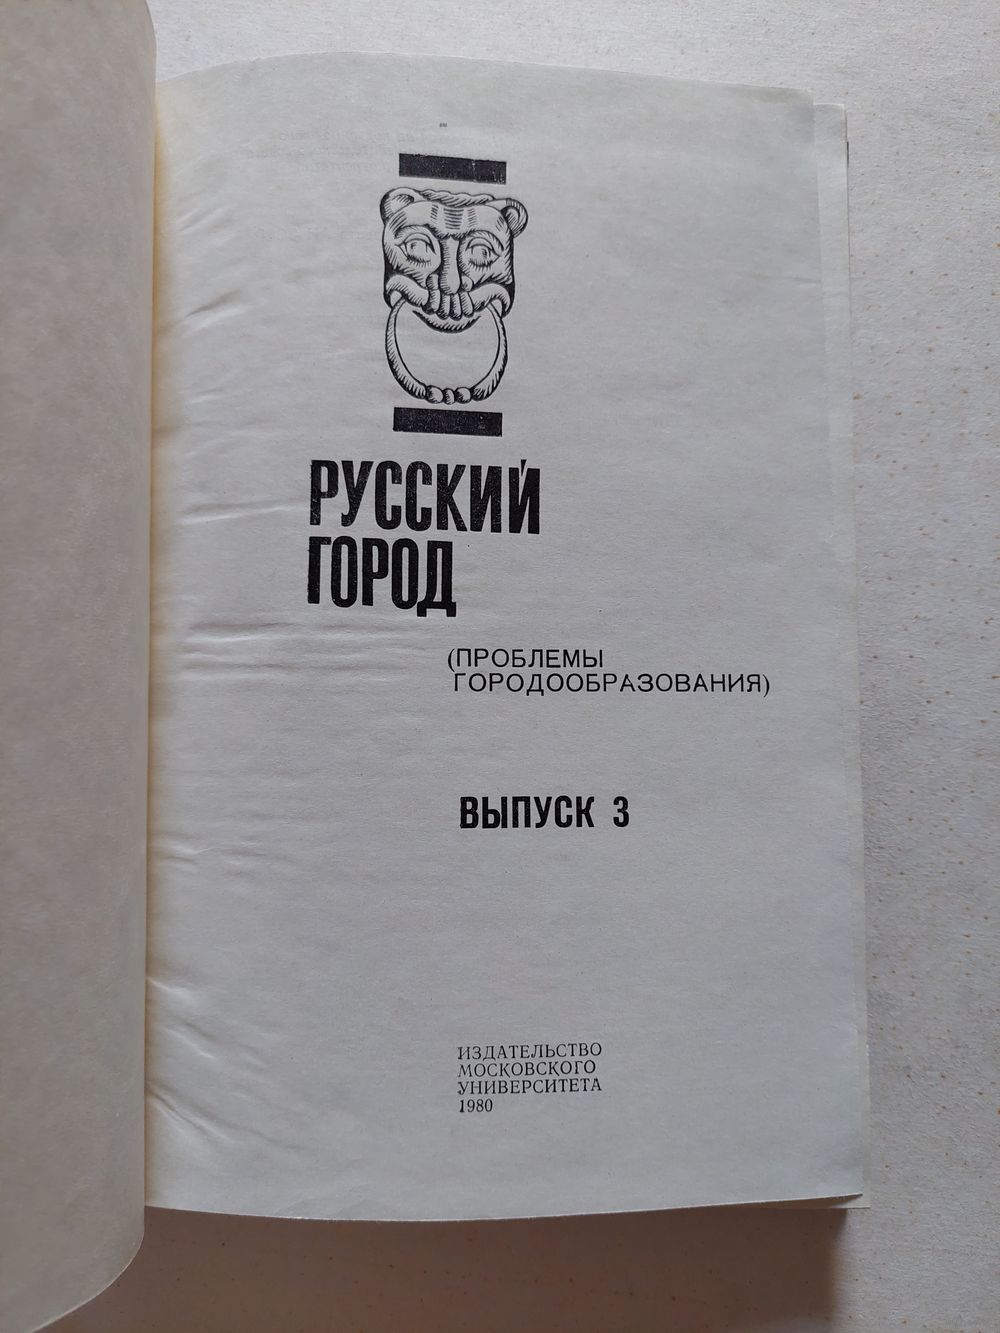 РУССКИЙ
ГОРОД
(ПРОБЛЕМЫ
ГОРОДООБРАЗОВАНИЯ)
ВЫПУСК 3
ИЗДАТЕЛЬСТВО
МОСКОВСКОГО
УНИВЕРСИТЕТА
1980